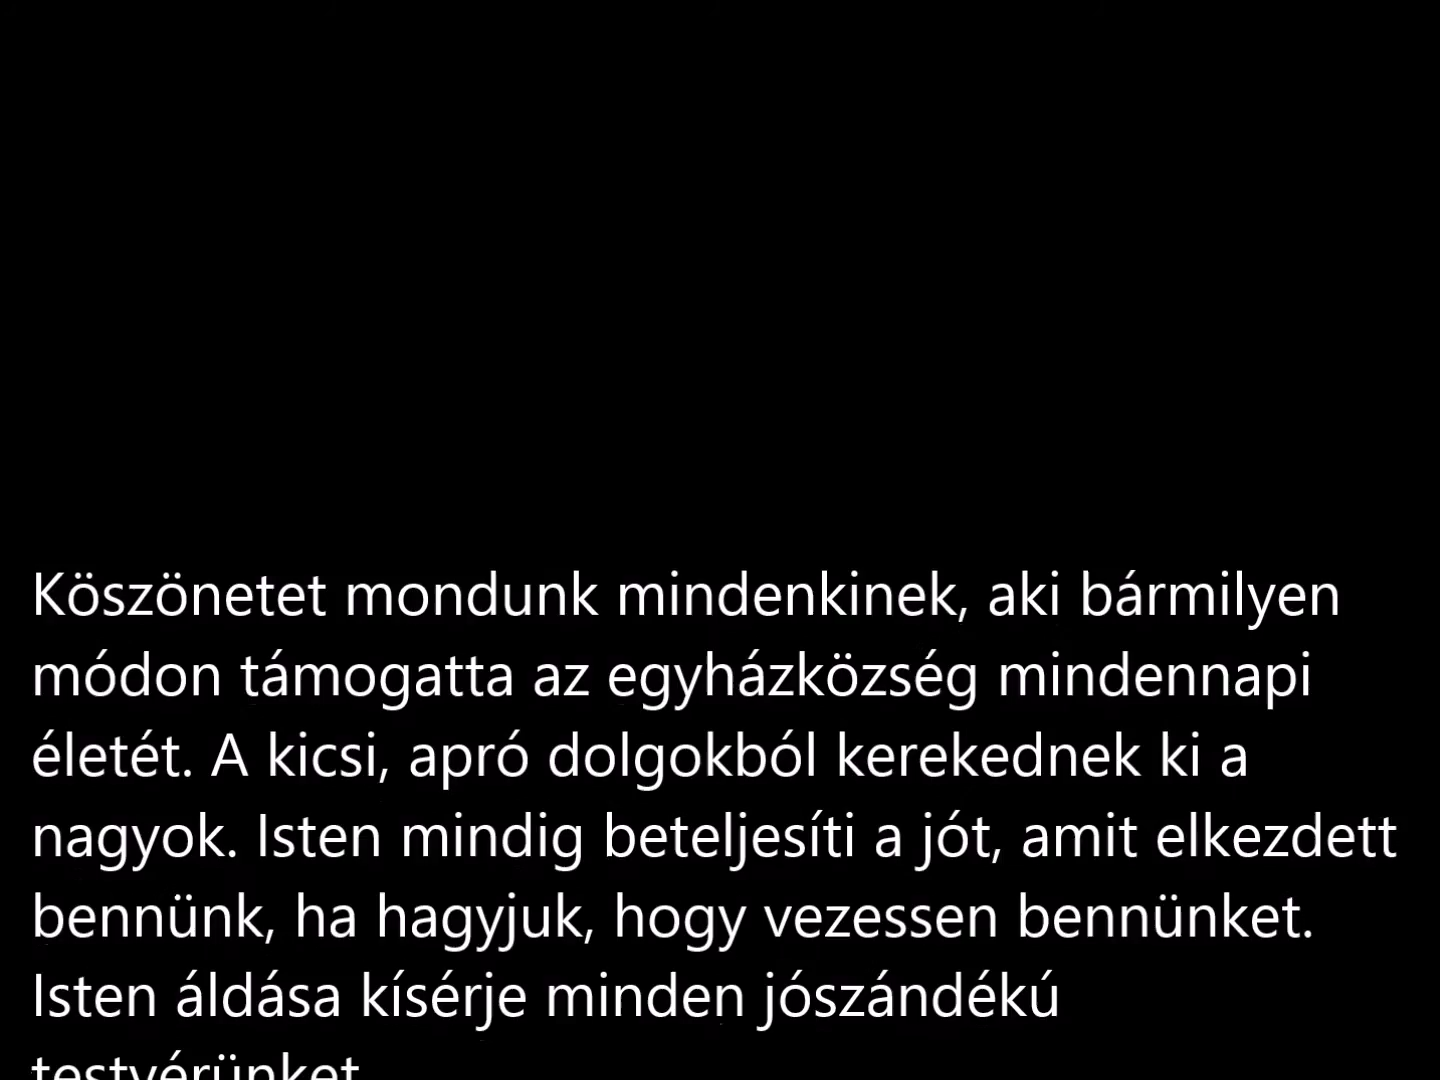 Köszönetet mondunk mindenkinek, aki bármilyen
módon támogatta az egyházközség mindennapi
életét. A kicsi, apró dolgokból kerekednek ki a
nagyok. Isten mindig beteljesíti a jót, amit elkezdett
bennünk, ha hagyjuk, hogy vezessen bennünket.
Isten áldása kísérje minden jószándékú
testvérünket